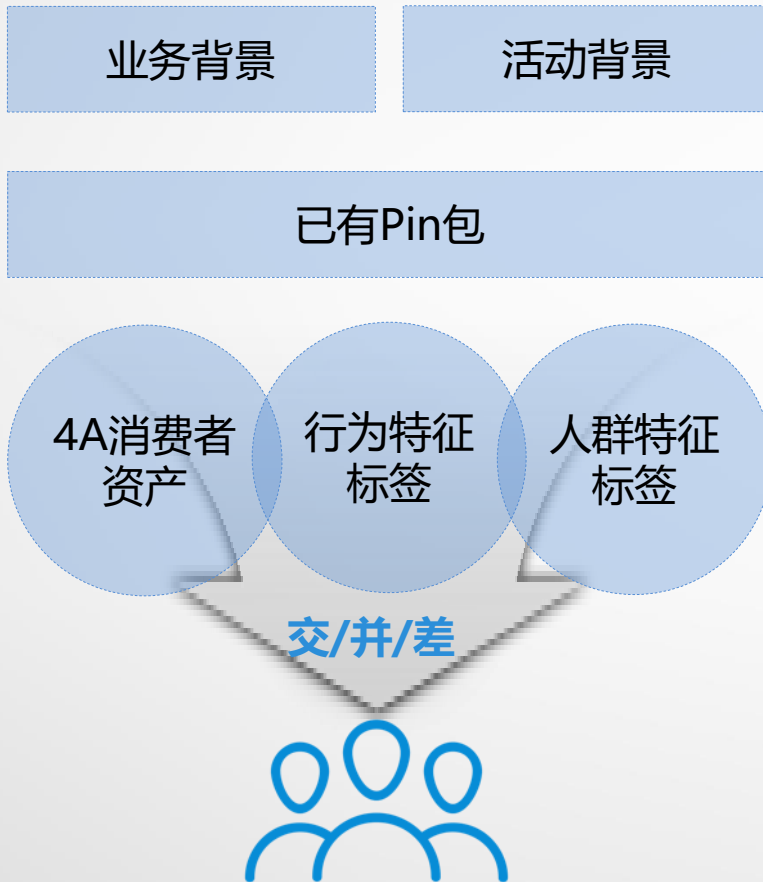 业务背景
活动背景
已有Pin包
4A消费者
资产
行为特征
标签
人群特征
标签
交/并/差